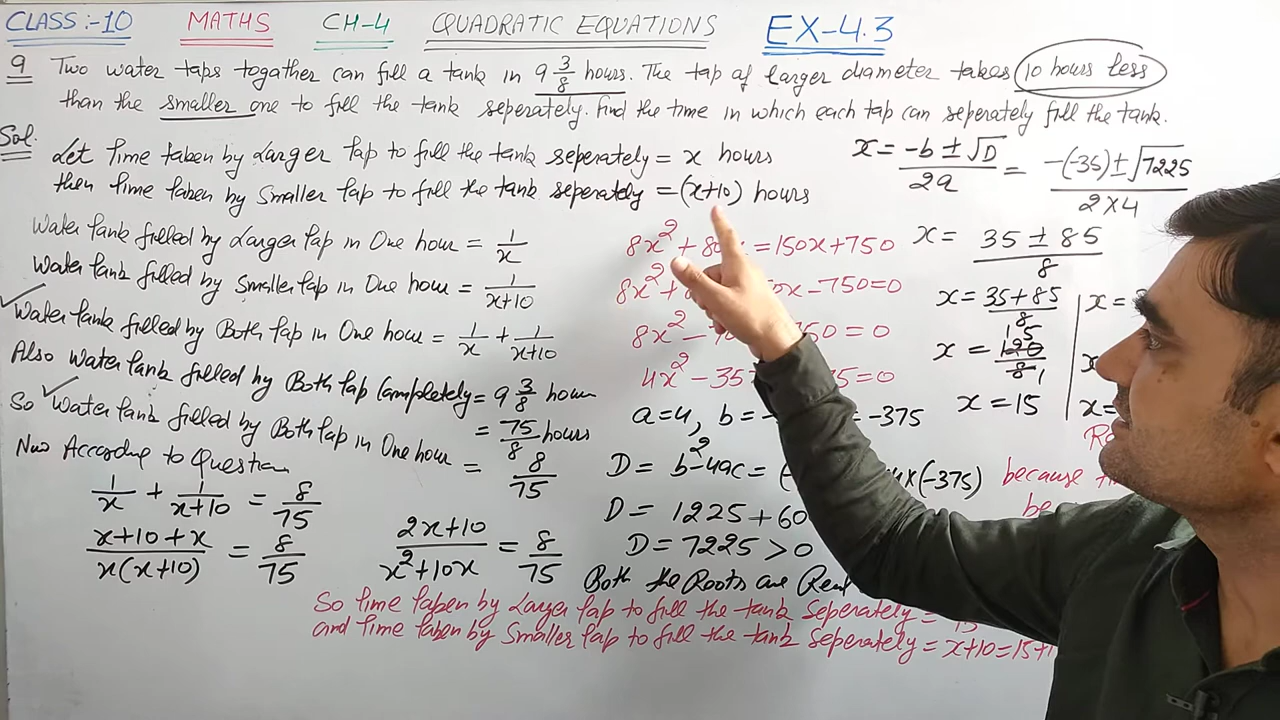 CLASS:-10 MATHS CH-4 QUADRATIC EQUATIONS EX-4.3
9 Two water taps togather can fill a tank in 9 3/8 hours. The tap of larger diameter takes 10 hours less
than the smaller one to fill the tank seperately. find the time in which each tap can seperately fill the tank.
Sol.
Let Time taken by Larger Tap to fill the tank seperately = x hours
then time taken by Smaller Tap to fill the tank seperately = (x+10) hours
Water tank filled by Larger Tap in One hour = 1/x
Water Tank filled by Smaller Tap in One hour = 1/(x+10)
✓ Water Tank filled by Both Tap in One hour = 1/x + 1/(x+10)
Also Water Tank filled by Both Tap Completely = 9 3/8 hour
= 75/8 hours
So ✓ Water Tank filled by Both Tap in One hour = 8/75
Now According to Question
1/x + 1/(x+10) = 8/75
(x+10+x)/(x(x+10)) = 8/75
(2x+10)/(x²+10x) = 8/75
8x² + 80x = 150x+750
8x² + x - 750=0
8x² - 750 = 0
4x² - 35 = 0
a=4, b=- = -375
D = b²-4ac = (- x(-375)
D = 1225 + 60
D = 7225 > 0
Both the Roots are Real
x = (-b ± √D)/2a = (-(-35) ± √7225)/(2×4)
x = (35 ± 85)/8
x = (35+85)/8
x = 120/8 15 1
x = 15
x =
x
x=
because
be
So time taken by Larger Tap to fill the tank Seperately = 15
and time taken by Smaller Tap to fill the tank Seperately = x+10 = 15+1